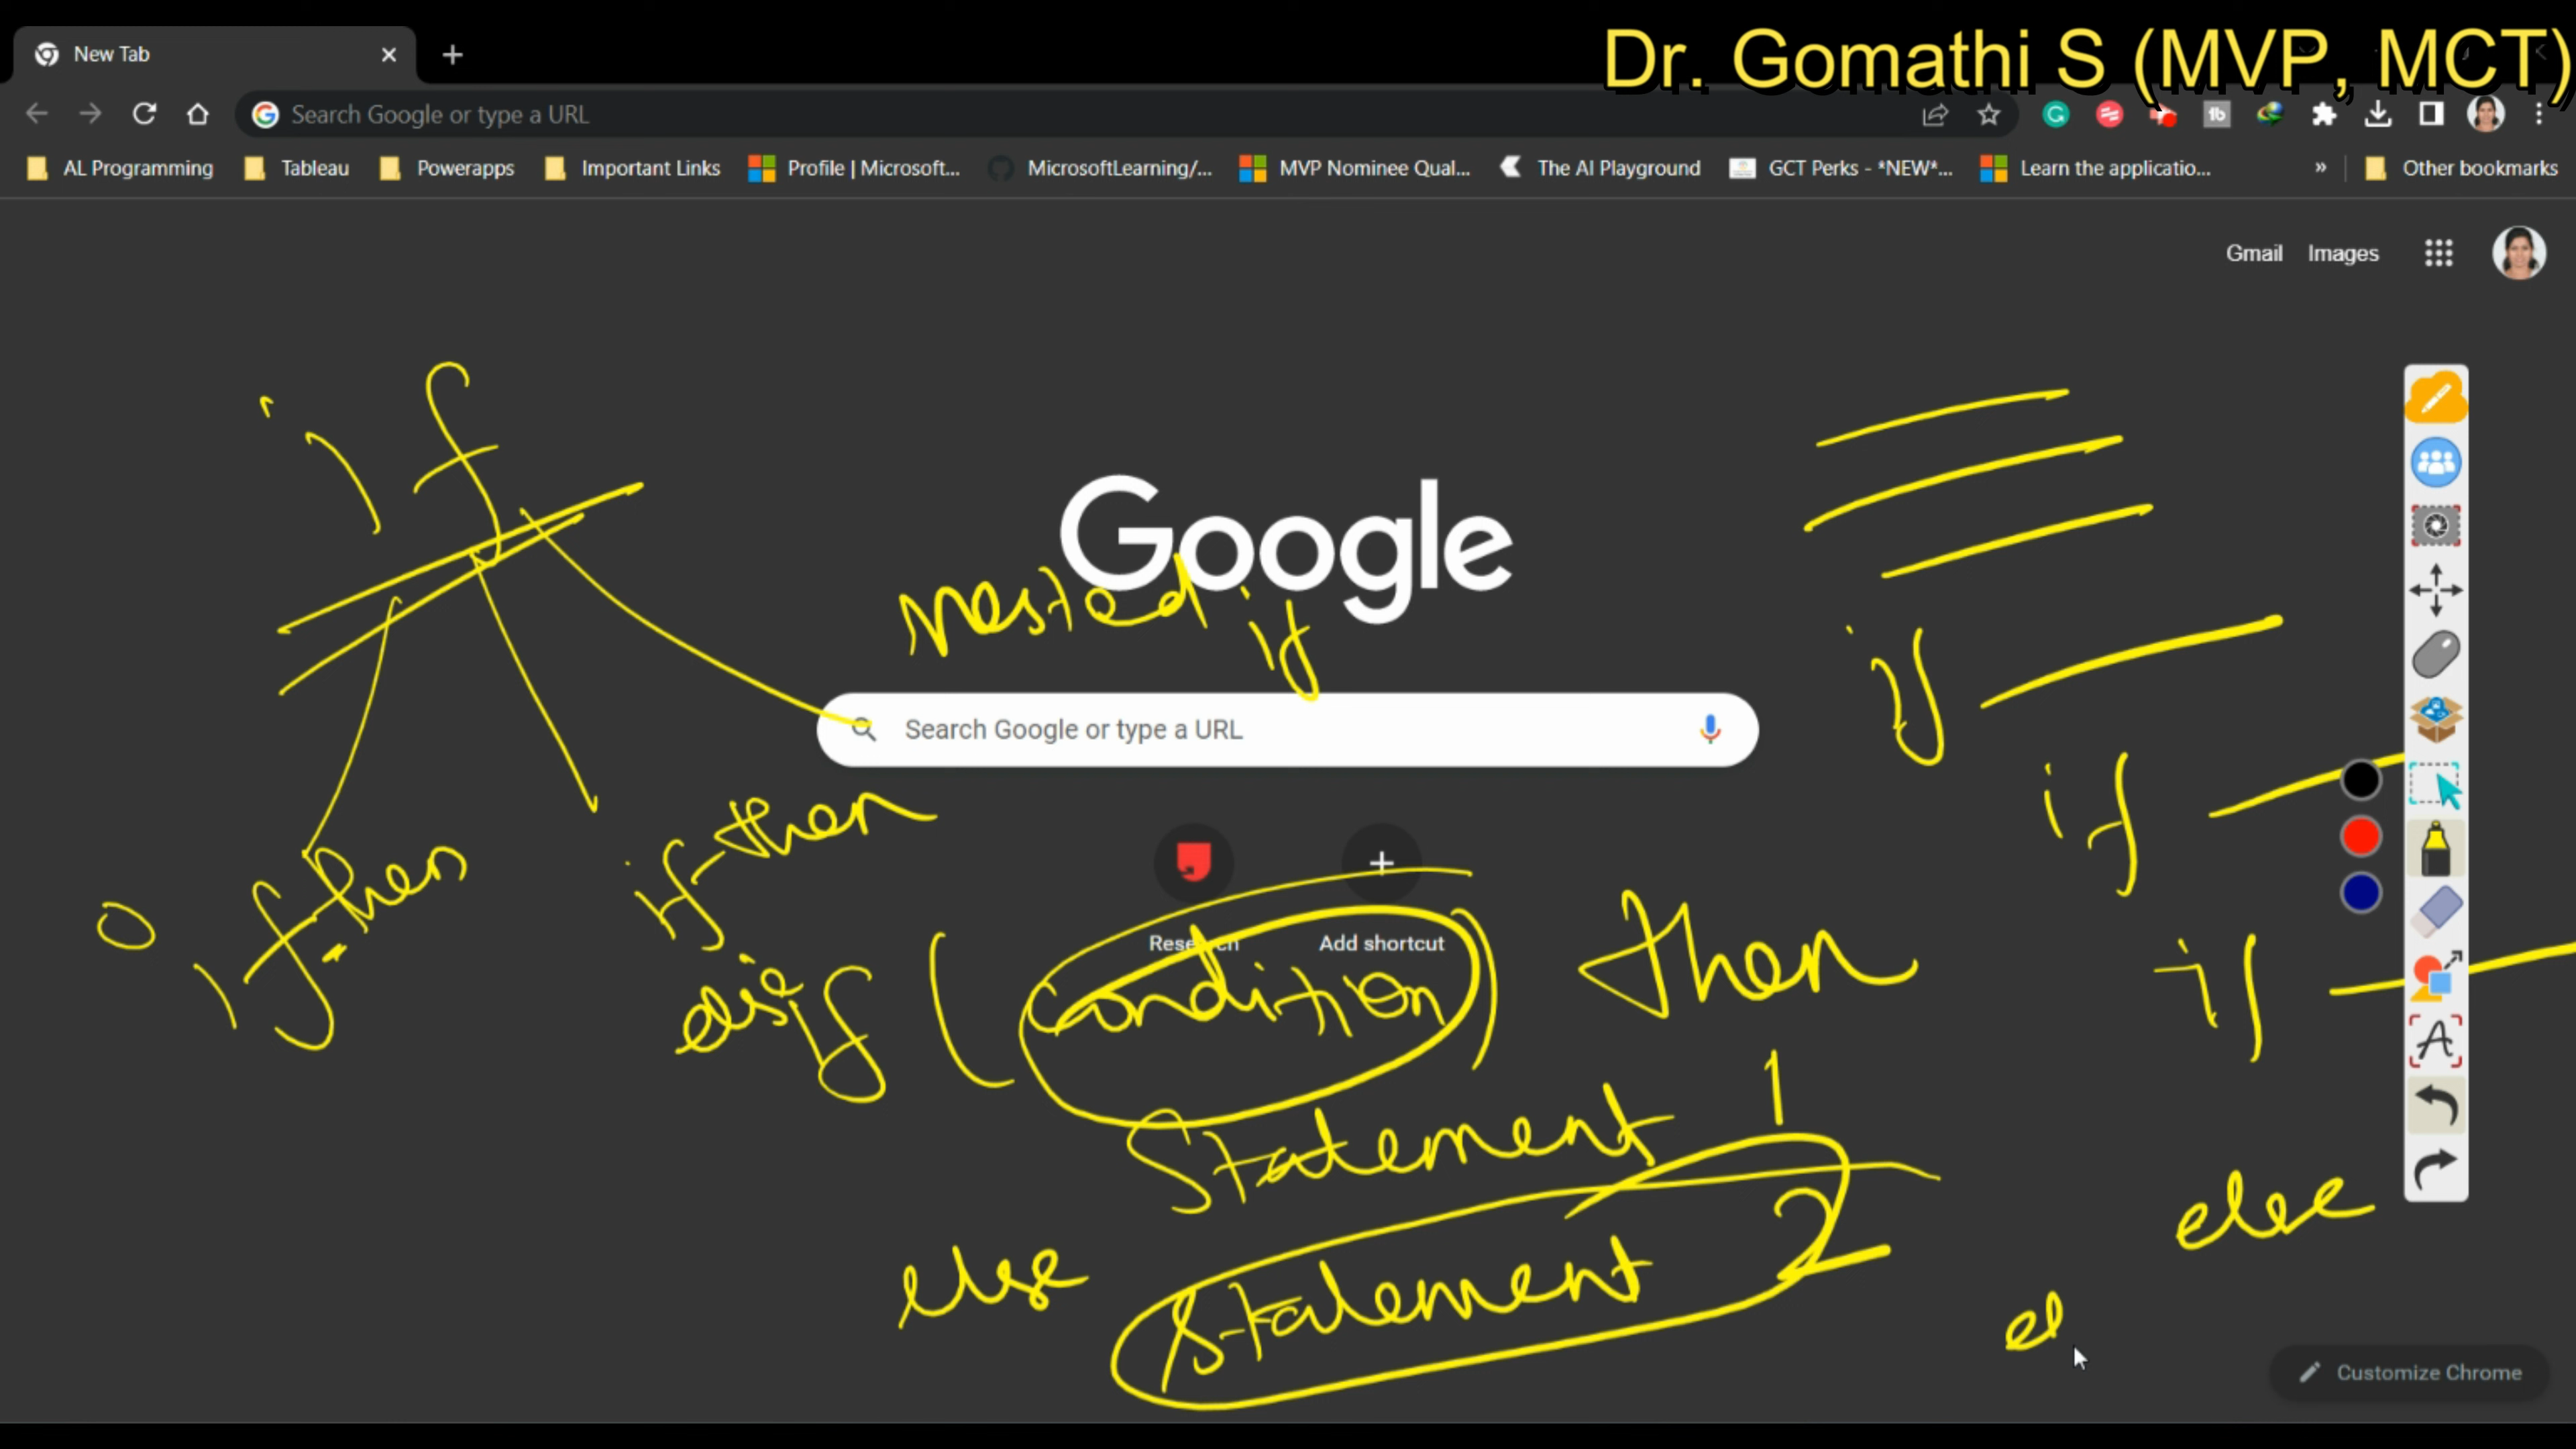 Dr. Gomathi S (MVP, MCT)
New Tab
Search Google or type a URL
AL Programming Tableau Powerapps Important Links Profile | Microsoft... MicrosoftLearning/... MVP Nominee Qual... The AI Playground GCT Perks - *NEW*... Learn the applicatio... » Other bookmarks
Gmail Images
if
Google
Nested if
if
Search Google or type a URL
if
if-then
else
if-then
Add shortcut
if (condition) then
if
Statement 1
else
else Statement 2
el
Customize Chrome